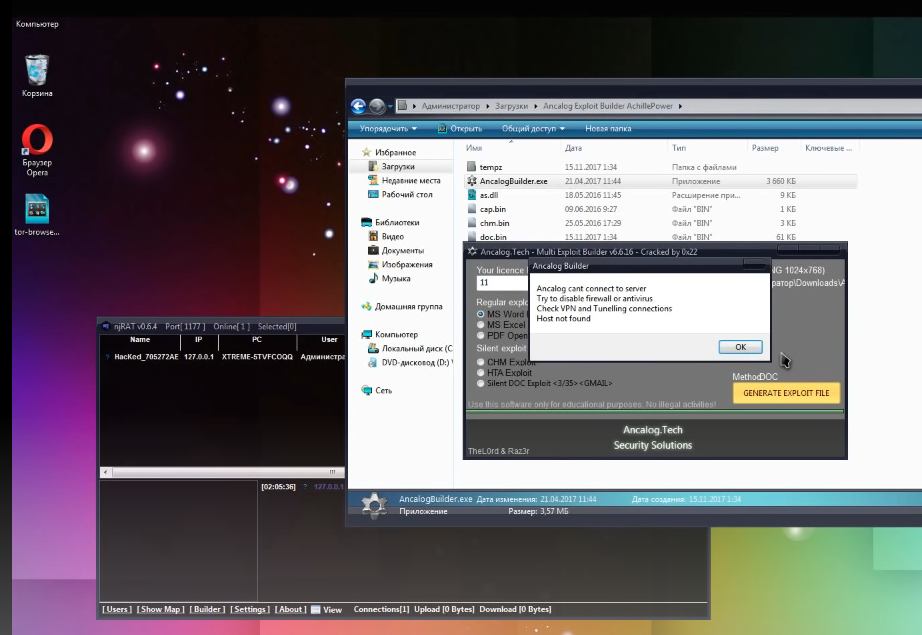 Компьютер
Корзина
Браузер
Opera
tor-browse...
Администратор Загрузки Ancalog Exploit Builder AchillePower
Упорядочить Открыть Общий доступ Новая папка
Избранное
Загрузки
Недавние места
Рабочий стол
Библиотеки
Видео
Документы
Изображения
Музыка
Домашняя группа
Компьютер
Локальный диск (C
DVD-дисковод (D:)
Сеть
Имя Дата Тип Размер Ключевые ...
tempz 15.11.2017 1:34 Папка с файлами
AncalogBuilder.exe 21.04.2017 11:44 Приложение 3 660 КБ
as.dll 18.05.2016 11:45 Расширение при... 9 КБ
cap.bin 09.06.2016 9:27 Файл "BIN" 1 КБ
chm.bin 25.05.2016 17:29 Файл "BIN" 3 КБ
doc.bin 15.11.2017 1:34 Файл "BIN" 61 КБ
Ancalog.Tech - Multi Exploit Builder v6.6.16 - Cracked by 0x22
Your licence
NG 1024x768)
11
ратор\Downloads\A
Regular explo
MS Word
MS Excel
PDF Open
Silent exploit
CHM Exploit
HTA Exploit
Silent DOC Exploit <3/35> <GMAIL>
Method
DOC
GENERATE EXPLOIT FILE
Use this software only for educational purposes. No illegal activities!
Ancalog.Tech
Security Solutions
TheL0rd & Raz3r
Ancalog Builder
Ancalog cant connect to server
Try to disable firewall or antivirus
Check VPN and Tunelling connections
Host not found
OK
AncalogBuilder.exe Дата изменения: 21.04.2017 11:44 Дата создания: 15.11.2017 1:34
Приложение Размер: 3,57 МБ
njRAT v0.6.4 Port[ 1177 ] Online[ 1 ] Selected[0]
Name IP PC User
? HacKed_705272AE 127.0.0.1 XTREME-5TVFCOQQ Администра
[02:05:36] ? 127.0.0.1
[ Users ] [ Show Map ] [ Builder ] [ Settings ] [ About ] View Connections[1] Upload [0 Bytes] Download [0 Bytes]